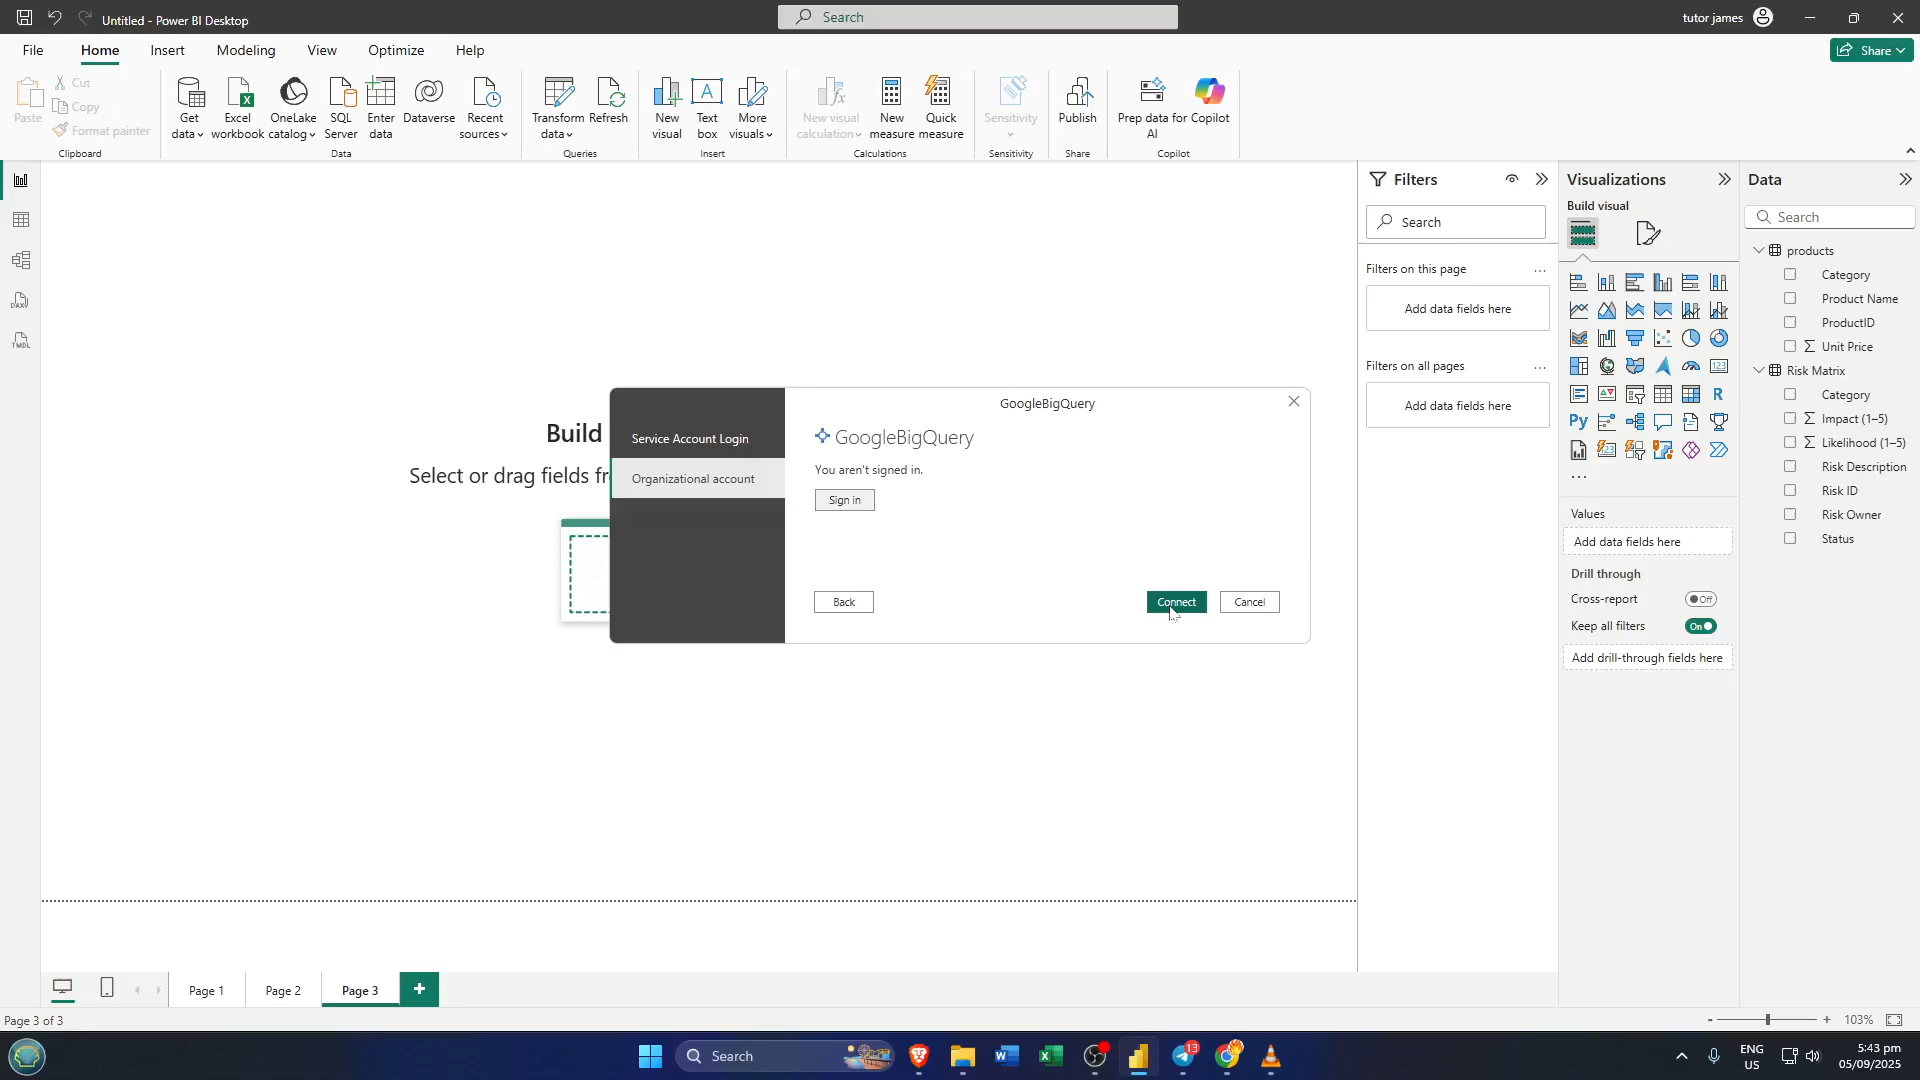 Untitled - Power BI Desktop
Search
tutor james
File
Home
Insert
Modeling
View
Optimize
Help
Share
Paste
Cut
Copy
Format painter
Clipboard
Get data
Excel workbook
OneLake catalog
SQL Server
Enter data
Dataverse
Recent sources
Data
Transform data
Refresh
Queries
New visual
Text box
More visuals
Insert
New visual calculation
New measure
Quick measure
Calculations
Sensitivity
Sensitivity
Publish
Share
Prep data for AI
Copilot
Copilot
DAX
TMDL
Build
Select or drag fields fr
Service Account Login
Organizational account
GoogleBigQuery
GoogleBigQuery
You aren't signed in.
Sign in
Back
Connect
Cancel
Filters
Search
Filters on this page
...
Add data fields here
Filters on all pages
...
Add data fields here
Visualizations
Build visual
123
R
Py
...
Values
Add data fields here
Drill through
Cross-report
Off
Keep all filters
On
Add drill-through fields here
Data
Search
products
Category
Product Name
ProductID
Unit Price
Risk Matrix
Category
Impact (1–5)
Likelihood (1–5)
Risk Description
Risk ID
Risk Owner
Status
Page 1
Page 2
Page 3
+
Page 3 of 3
- + 103%
Search
13
ENG
US
5:43 pm
05/09/2025